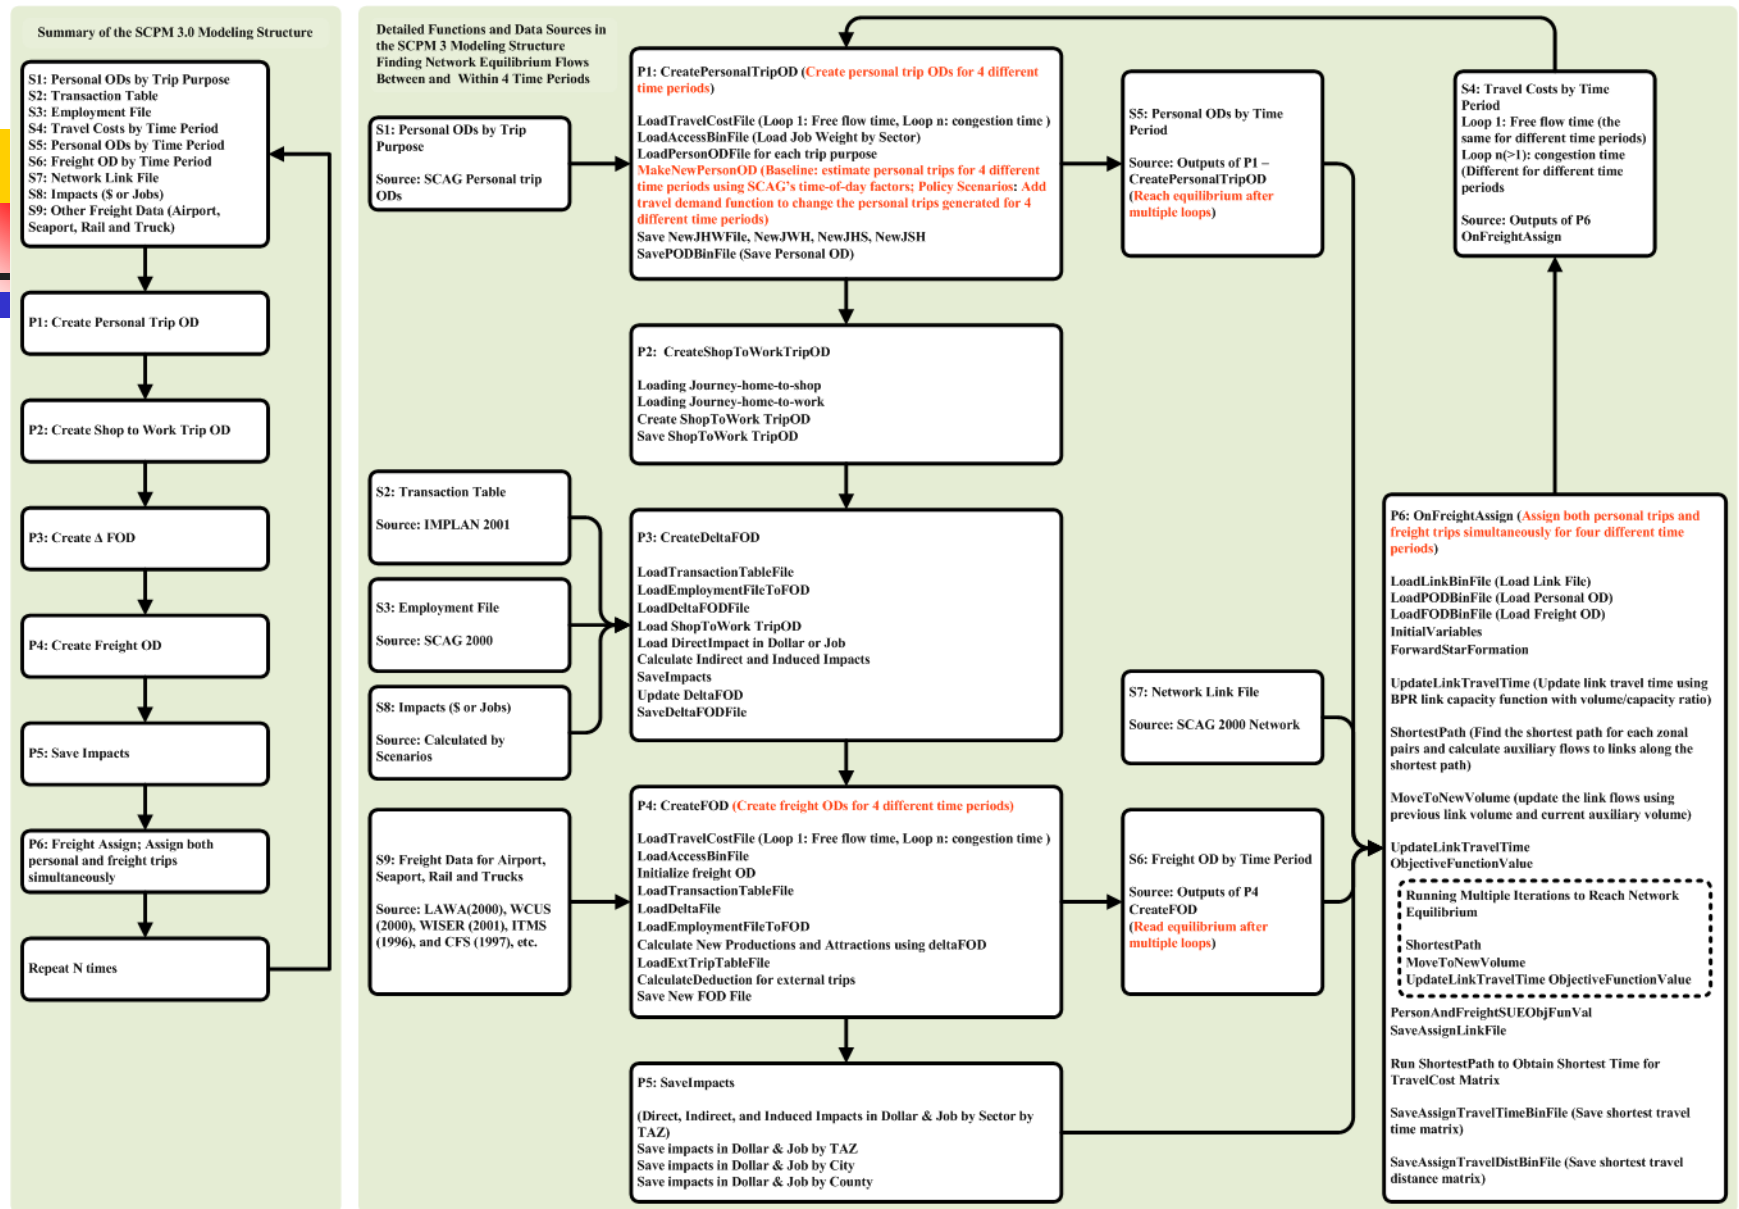 Summary of the SCPM 3.0 Modeling Structure
S1: Personal ODs by Trip Purpose
S2: Transaction Table
S3: Employment File
S4: Travel Costs by Time Period
S5: Personal ODs by Time Period
S6: Freight OD by Time Period
S7: Network Link File
S8: Impacts ($ or Jobs)
S9: Other Freight Data (Airport,
Seaport, Rail and Truck)
P1: Create Personal Trip OD
P2: Create Shop to Work Trip OD
P3: Create Δ FOD
P4: Create Freight OD
P5: Save Impacts
P6: Freight Assign; Assign both
personal and freight trips
simultaneously
Repeat N times
Detailed Functions and Data Sources in
the SCPM 3 Modeling Structure
Finding Network Equilibrium Flows
Between and Within 4 Time Periods
S1: Personal ODs by Trip
Purpose
Source: SCAG Personal trip
ODs
P1: CreatePersonalTripOD (Create personal trip ODs for 4 different
time periods)
LoadTravelCostFile (Loop 1: Free flow time, Loop n: congestion time )
LoadAccessBinFile (Load Job Weight by Sector)
LoadPersonODFile for each trip purpose
MakeNewPersonOD (Baseline: estimate personal trips for 4 different
time periods using SCAG's time-of-day factors; Policy Scenarios: Add
travel demand function to change the personal trips generated for 4
different time periods)
Save NewJHWFile, NewJWH, NewJHS, NewJSH
SavePODBinFile (Save Personal OD)
S5: Personal ODs by Time
Period
Source: Outputs of P1 –
CreatePersonalTripOD
(Reach equilibrium after
multiple loops)
S4: Travel Costs by Time
Period
Loop 1: Free flow time (the
same for different time periods)
Loop n(>1): congestion time
(Different for different time
periods
Source: Outputs of P6
OnFreightAssign
P2: CreateShopToWorkTripOD
Loading Journey-home-to-shop
Loading Journey-home-to-work
Create ShopToWork TripOD
Save ShopToWork TripOD
S2: Transaction Table
Source: IMPLAN 2001
S3: Employment File
Source: SCAG 2000
S8: Impacts ($ or Jobs)
Source: Calculated by
Scenarios
P3: CreateDeltaFOD
LoadTransactionTableFile
LoadEmploymentFileToFOD
LoadDeltaFODFile
Load ShopToWork TripOD
Load DirectImpact in Dollar or Job
Calculate Indirect and Induced Impacts
SaveImpacts
Update DeltaFOD
SaveDeltaFODFile
S9: Freight Data for Airport,
Seaport, Rail and Trucks
Source: LAWA(2000), WCUS
(2000), WISER (2001), ITMS
(1996), and CFS (1997), etc.
P4: CreateFOD (Create freight ODs for 4 different time periods)
LoadTravelCostFile (Loop 1: Free flow time, Loop n: congestion time )
LoadAccessBinFile
Initialize freight OD
LoadTransactionTableFile
LoadDeltaFile
LoadEmploymentFileToFOD
Calculate New Productions and Attractions using deltaFOD
LoadExtTripTableFile
CalculateDeduction for external trips
Save New FOD File
S7: Network Link File
Source: SCAG 2000 Network
S6: Freight OD by Time Period
Source: Outputs of P4
CreateFOD
(Read equilibrium after
multiple loops)
P5: SaveImpacts
(Direct, Indirect, and Induced Impacts in Dollar & Job by Sector by
TAZ)
Save impacts in Dollar & Job by TAZ
Save impacts in Dollar & Job by City
Save impacts in Dollar & Job by County
P6: OnFreightAssign (Assign both personal trips and
freight trips simultaneously for four different time
periods)
LoadLinkBinFile (Load Link File)
LoadPODBinFile (Load Personal OD)
LoadFODBinFile (Load Freight OD)
InitialVariables
ForwardStarFormation
UpdateLinkTravelTime (Update link travel time using
BPR link capacity function with volume/capacity ratio)
ShortestPath (Find the shortest path for each zonal
pairs and calculate auxiliary flows to links along the
shortest path)
MoveToNewVolume (update the link flows using
previous link volume and current auxiliary volume)
UpdateLinkTravelTime
ObjectiveFunctionValue
Running Multiple Iterations to Reach Network
Equilibrium
ShortestPath
MoveToNewVolume
UpdateLinkTravelTime ObjectiveFunctionValue
PersonAndFreightSUEObjFunVal
SaveAssignLinkFile
Run ShortestPath to Obtain Shortest Time for
TravelCost Matrix
SaveAssignTravelTimeBinFile (Save shortest travel
time matrix)
SaveAssignTravelDistBinFile (Save shortest travel
distance matrix)